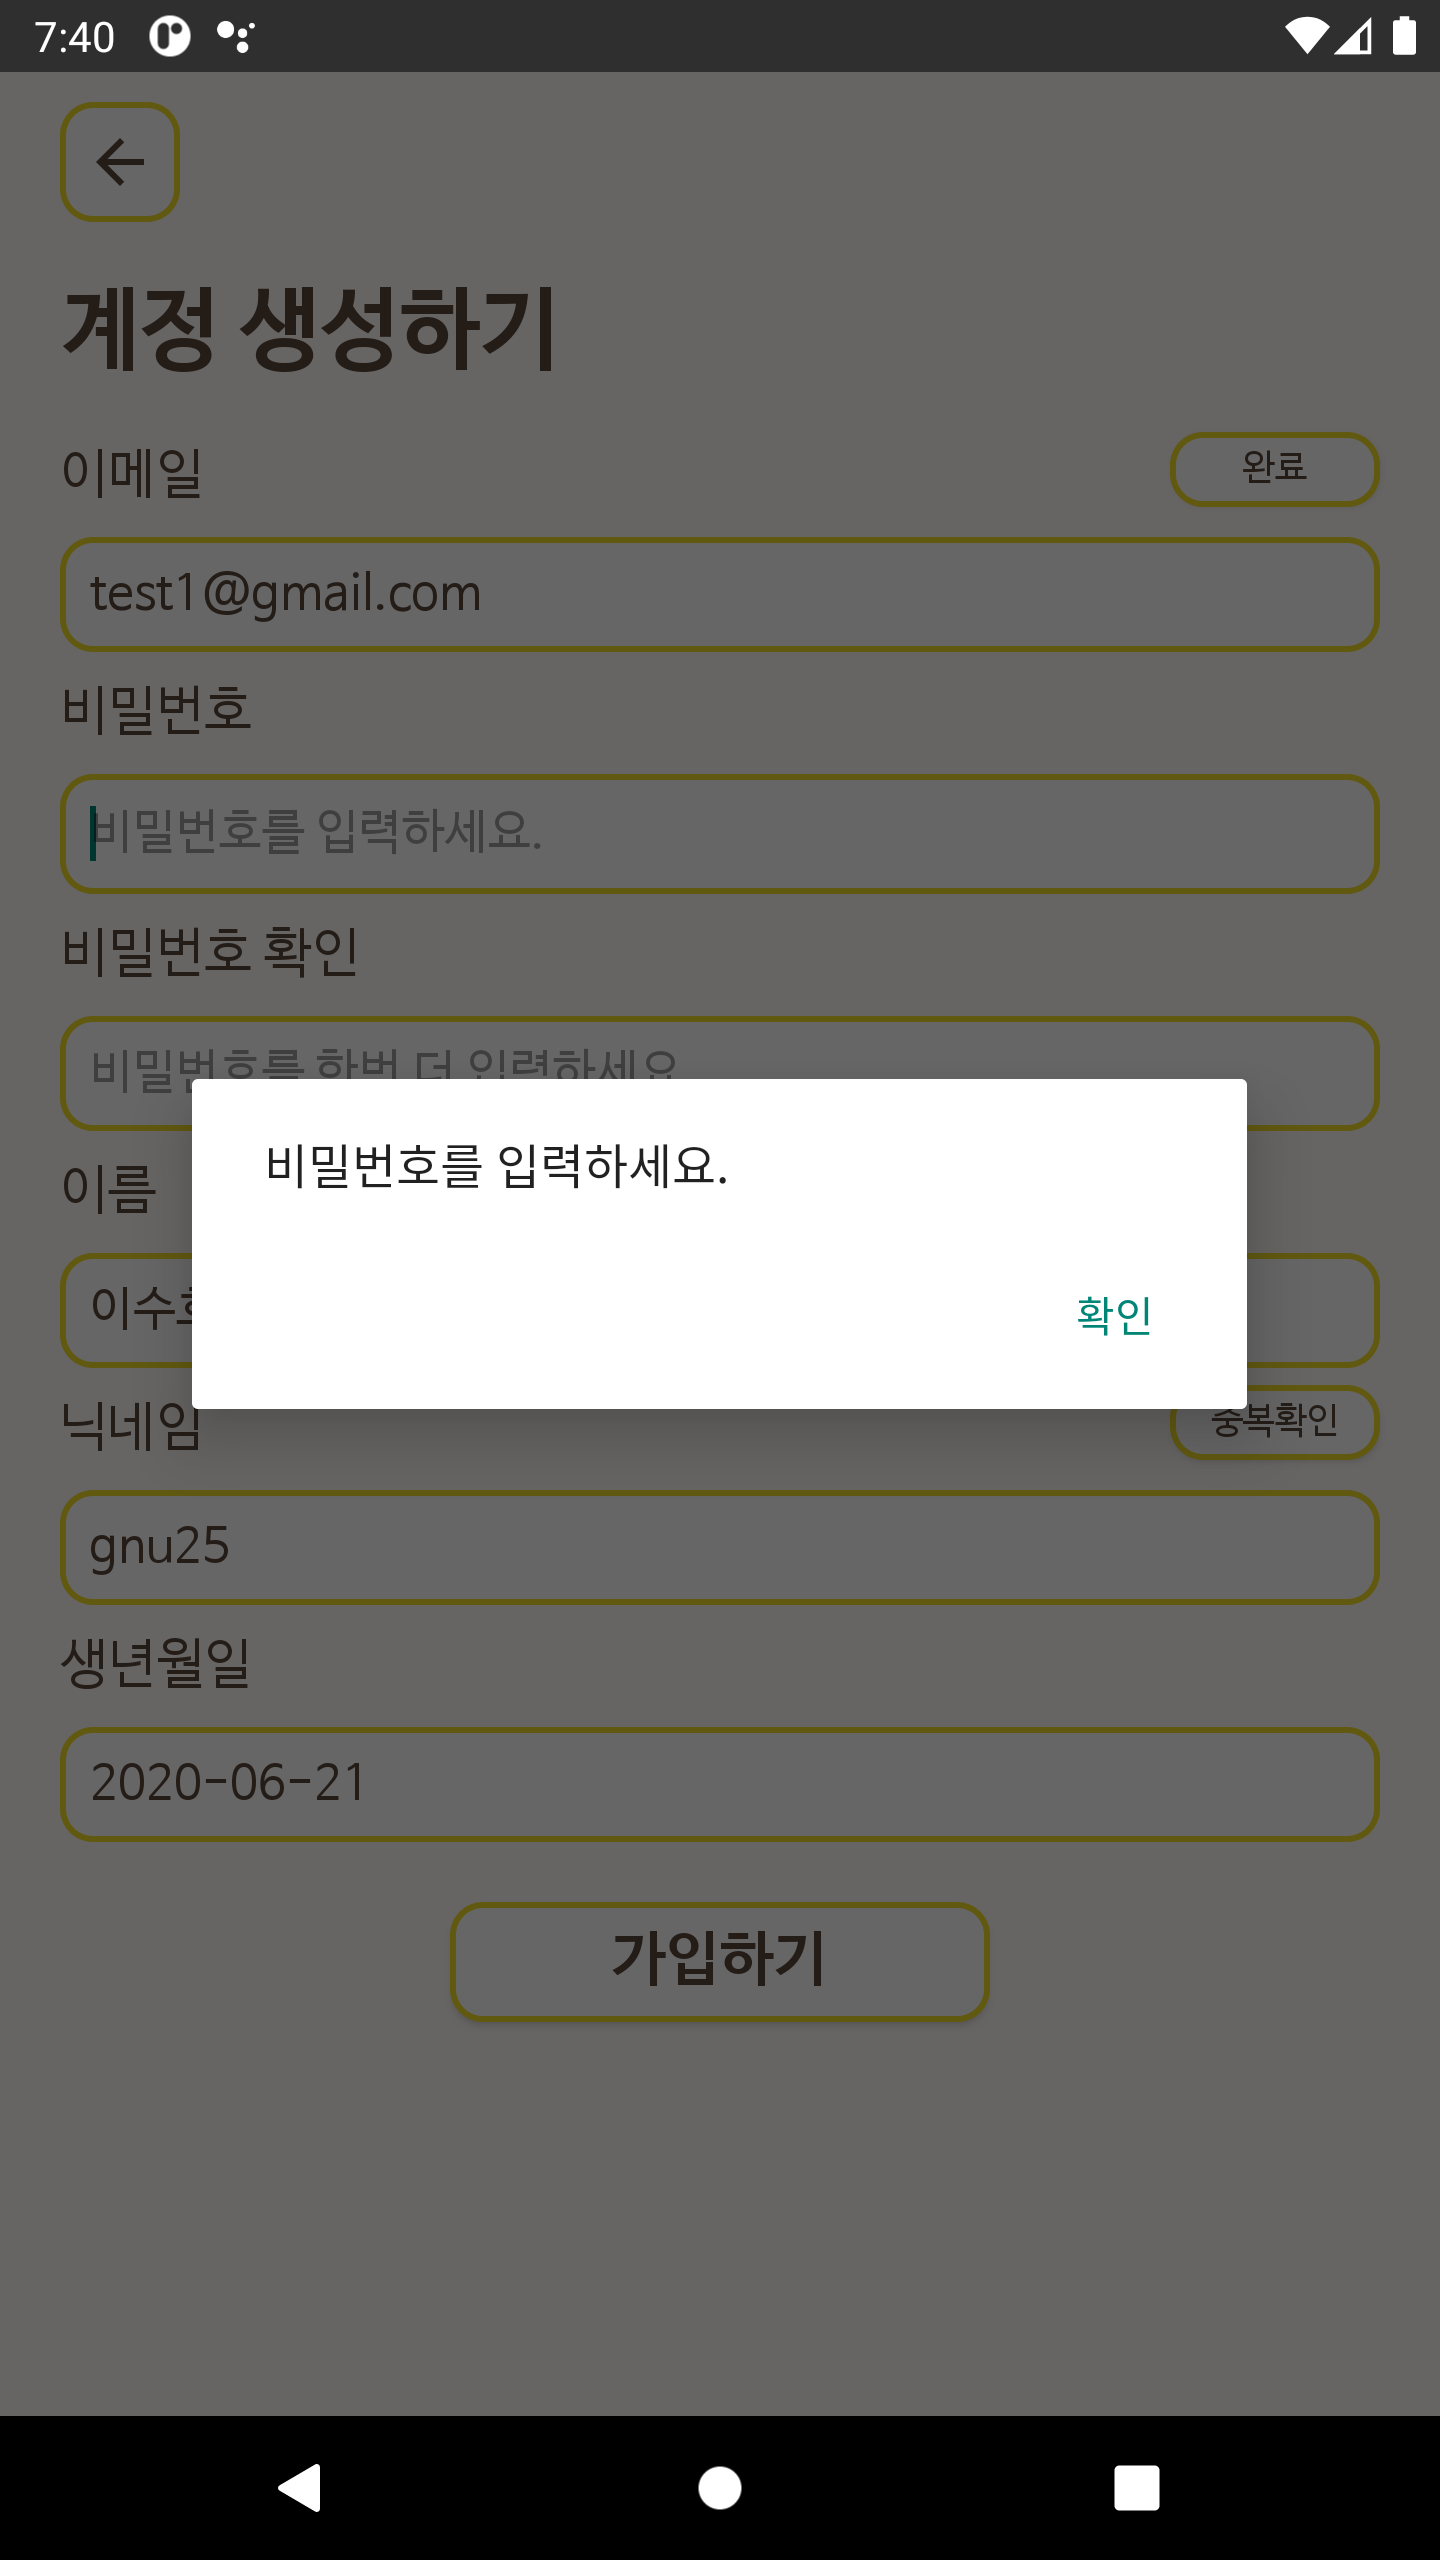 7:40
계정 생성하기
이메일
완료
test1@gmail.com
비밀번호
비밀번호를 입력하세요.
비밀번호 확인
비밀번호를 한번 더 입력하세요
비밀번호를 입력하세요.
이름
확인
닉네임
중복확인
gnu25
생년월일
2020-06-21
가입하기